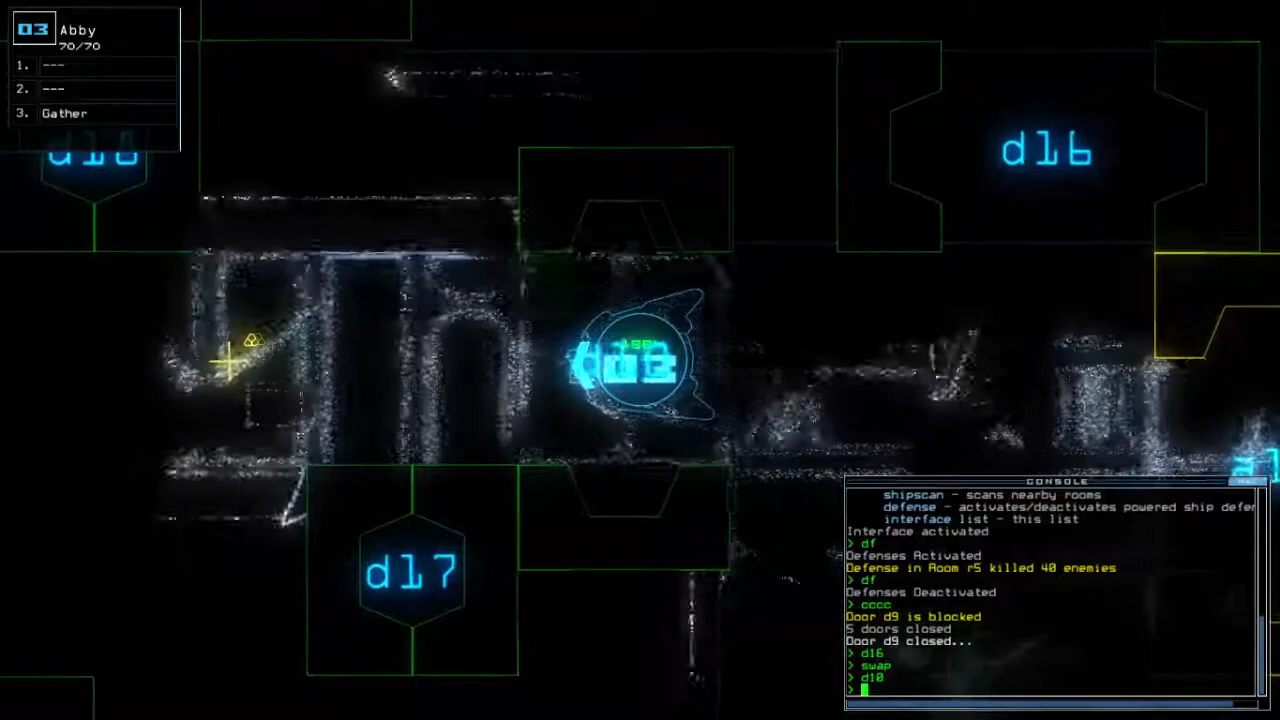 03 Abby
70/70
1. ---
2. ---
3. Gather
d16
d17
CONSOLE
shipscan - scans nearby rooms
defense - activates/deactivates powered ship defen
interface list - this list
Interface activated
> df
Defenses Activated
Defense in Room r5 killed 40 enemies
> df
Defenses Deactivated
> cccc
Door d9 is blocked
5 doors closed
Door d9 closed...
> d16
> swap
> d10
>